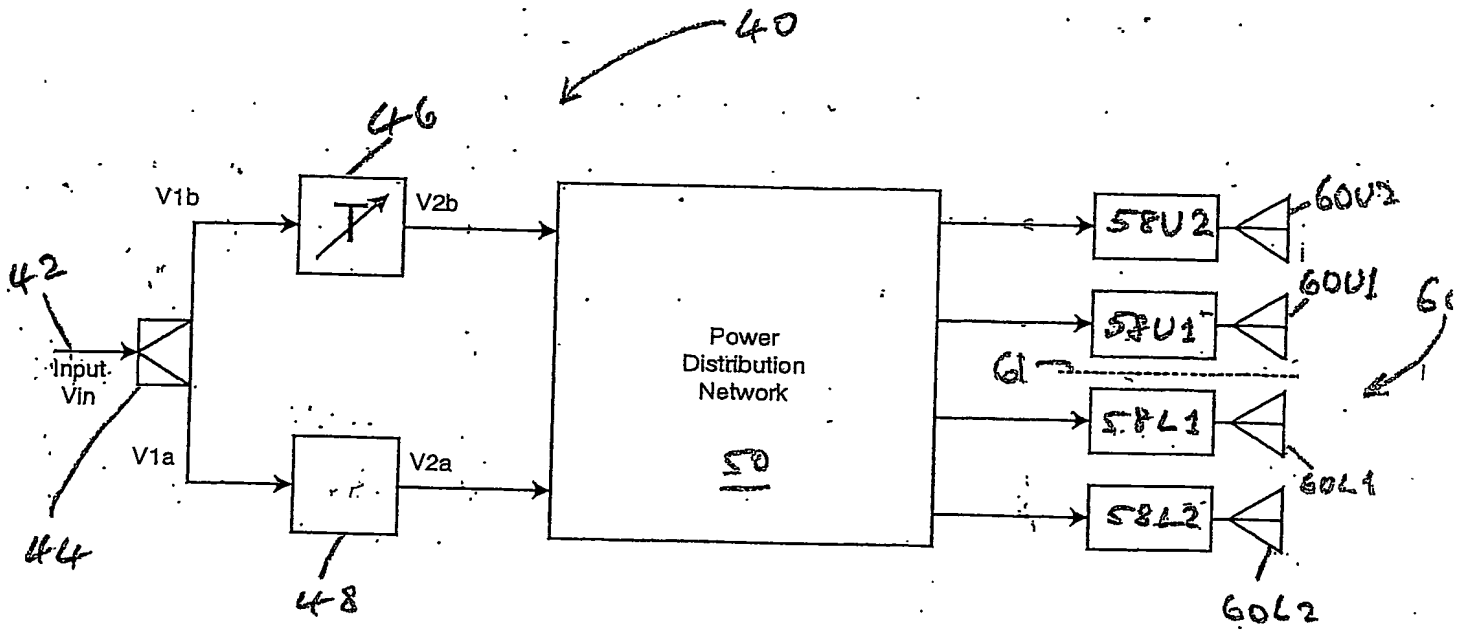 40
46
V1b
T
V2b
58U2
60U2
42
60U1
58U1
Input
Vin
Power
Distribution
Network
61
58L1
V1a
V2a
50
60L1
58L2
44
48
60L2